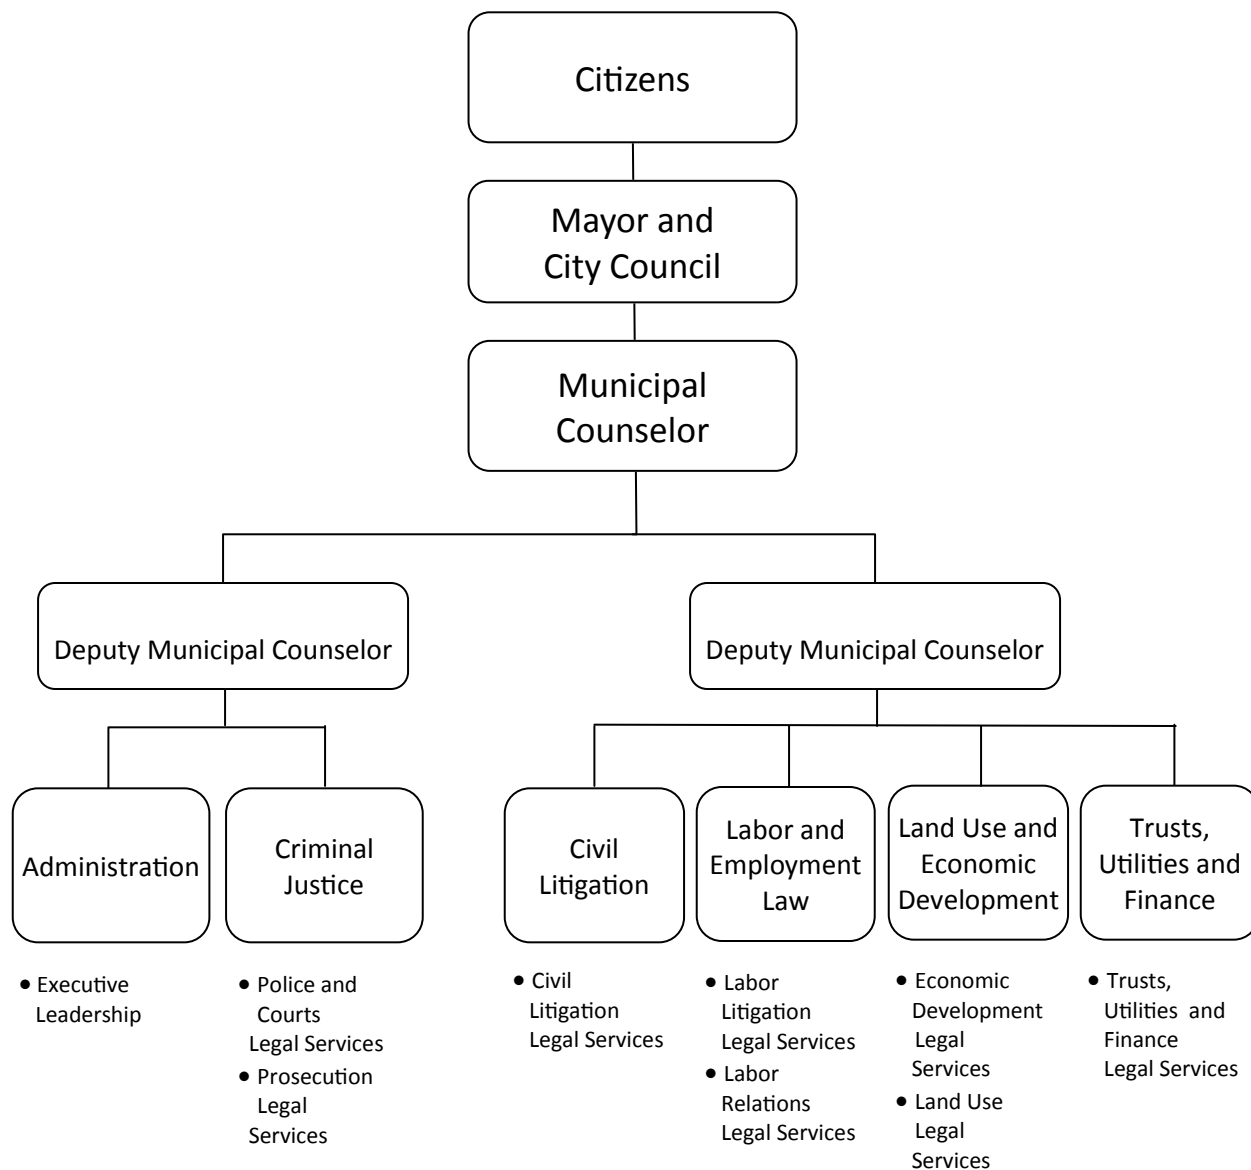 Citizens
Mayor and
City Council
Municipal
Counselor
Deputy Municipal Counselor
Deputy Municipal Counselor
Administration
Criminal
Justice
Civil
Litigation
Labor and
Employment
Law
Land Use and
Economic
Development
Trusts,
Utilities and
Finance
• Executive
Leadership
• Police and
Courts
Legal Services
• Prosecution
Legal
Services
• Civil
Litigation
Legal Services
• Labor
Litigation
Legal Services
• Labor
Relations
Legal Services
• Economic
Development
Legal
Services
• Land Use
Legal
Services
• Trusts,
Utilities and
Finance
Legal Services